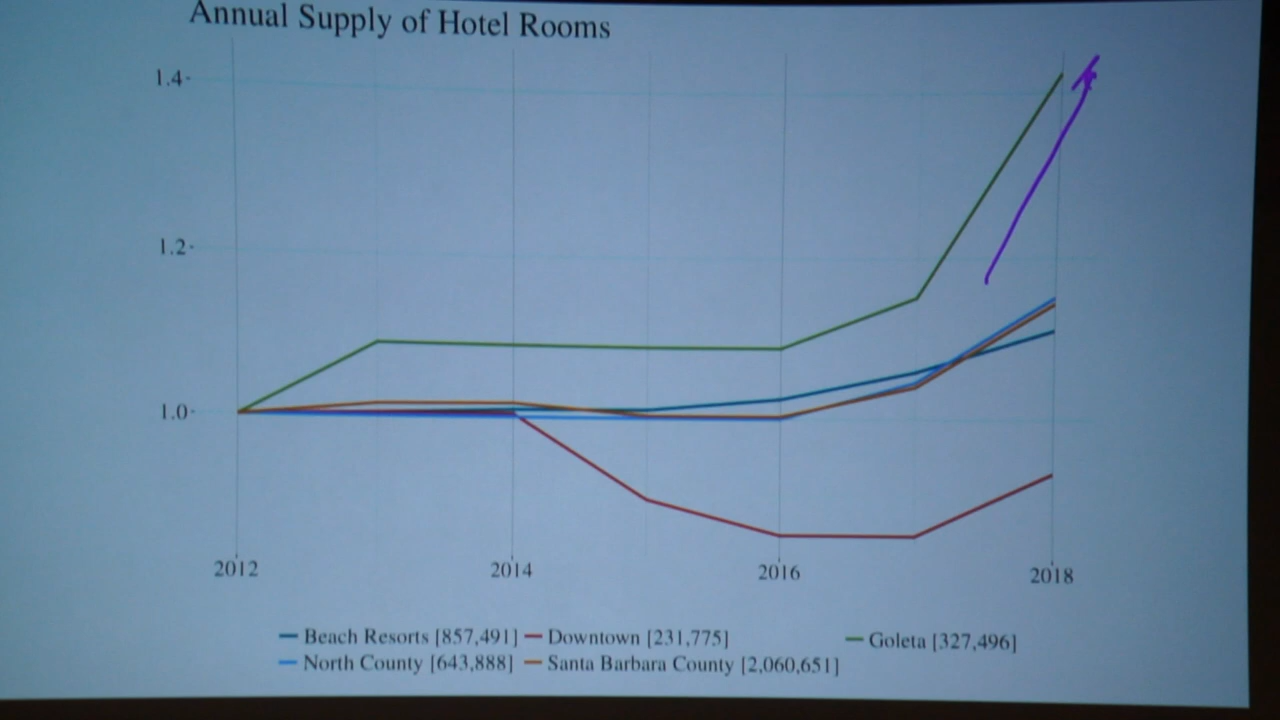 Annual Supply of Hotel Rooms
1.4
1.2
1.0
2012 2014 2016 2018
Beach Resorts [857,491] Downtown [231,775] Goleta [327,496]
North County [643,888] Santa Barbara County [2,060,651]